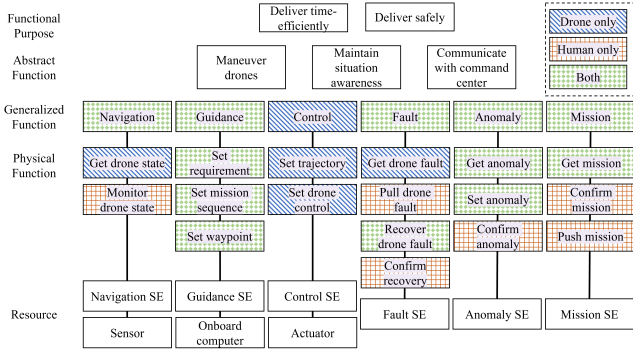 Functional
Purpose
Deliver time-
efficiently
Deliver safely
Drone only
Human only
Both
Abstract
Function
Maneuver
drones
Maintain
situation
awareness
Communicate
with command
center
Generalized
Function
Navigation
Guidance
Control
Fault
Anomaly
Mission
Physical
Function
Get drone state
Set
requirement
Set trajectory
Get drone fault
Get anomaly
Get mission
Monitor
drone state
Set mission
sequence
Set drone
control
Pull drone
fault
Set anomaly
Confirm
mission
Set waypoint
Recover
drone fault
Confirm
anomaly
Push mission
Confirm
recovery
Resource
Navigation SE
Guidance SE
Control SE
Fault SE
Anomaly SE
Mission SE
Sensor
Onboard
computer
Actuator